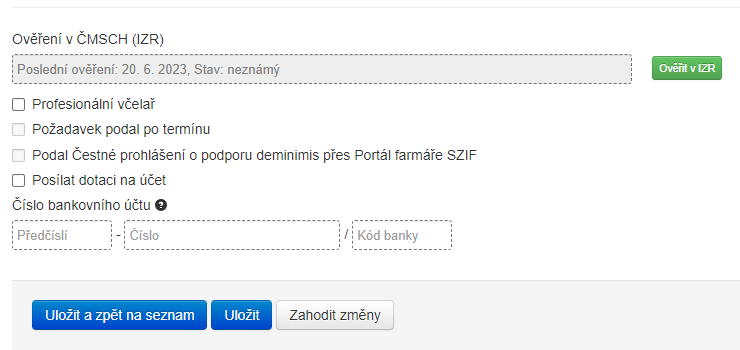 Ověření v ČMSCH (IZR)
Poslední ověření: 20. 6. 2023, Stav: neznámý
Ověřit v IZR
Profesionální včelař
Požadavek podal po termínu
Podal Čestné prohlášení o podporu deminimis přes Portál farmáře SZIF
Posílat dotaci na účet
Číslo bankovního účtu ?
Předčíslí - Číslo / Kód banky
Uložit a zpět na seznam Uložit Zahodit změny